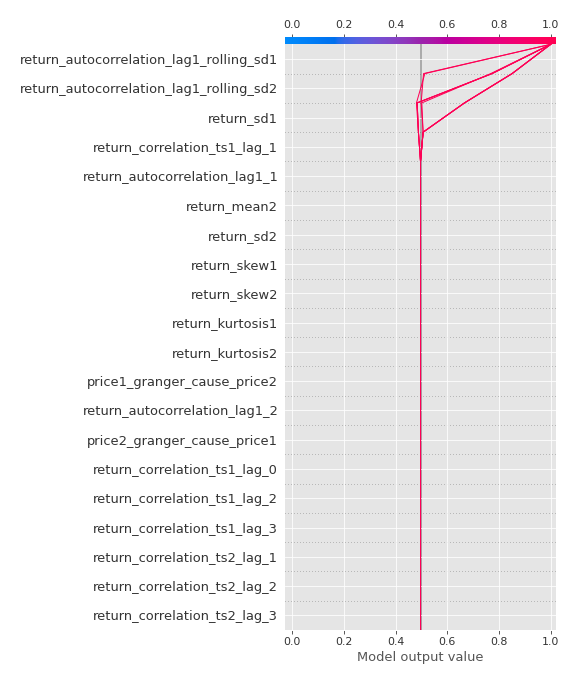 0.0 0.2 0.4 0.6 0.8 1.0
return_autocorrelation_lag1_rolling_sd1
return_autocorrelation_lag1_rolling_sd2
return_sd1
return_correlation_ts1_lag_1
return_autocorrelation_lag1_1
return_mean2
return_sd2
return_skew1
return_skew2
return_kurtosis1
return_kurtosis2
price1_granger_cause_price2
return_autocorrelation_lag1_2
price2_granger_cause_price1
return_correlation_ts1_lag_0
return_correlation_ts1_lag_2
return_correlation_ts1_lag_3
return_correlation_ts2_lag_1
return_correlation_ts2_lag_2
return_correlation_ts2_lag_3
0.0 0.2 0.4 0.6 0.8 1.0
Model output value